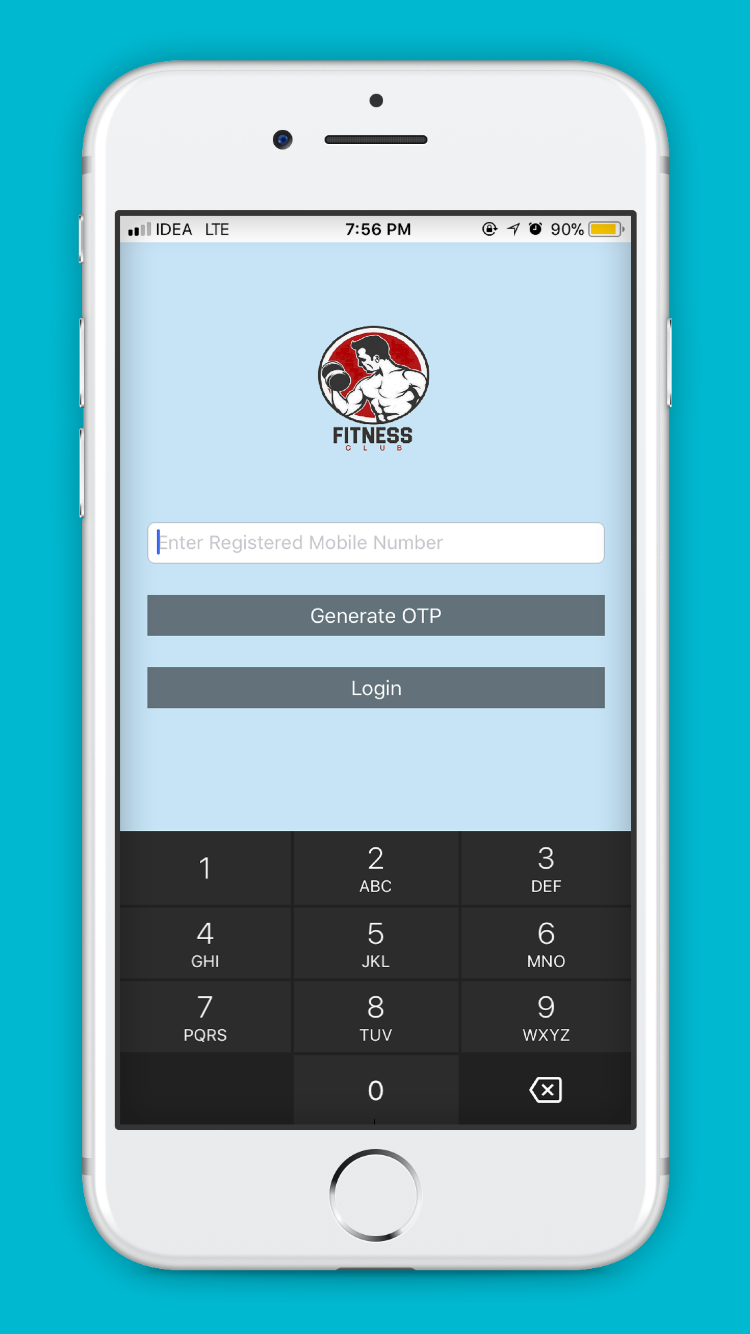 IDEA LTE 7:56 PM 90%
FITNESS
CLUB
Enter Registered Mobile Number
Generate OTP
Login
1 2 3
ABC DEF
4 5 6
GHI JKL MNO
7 8 9
PQRS TUV WXYZ
0